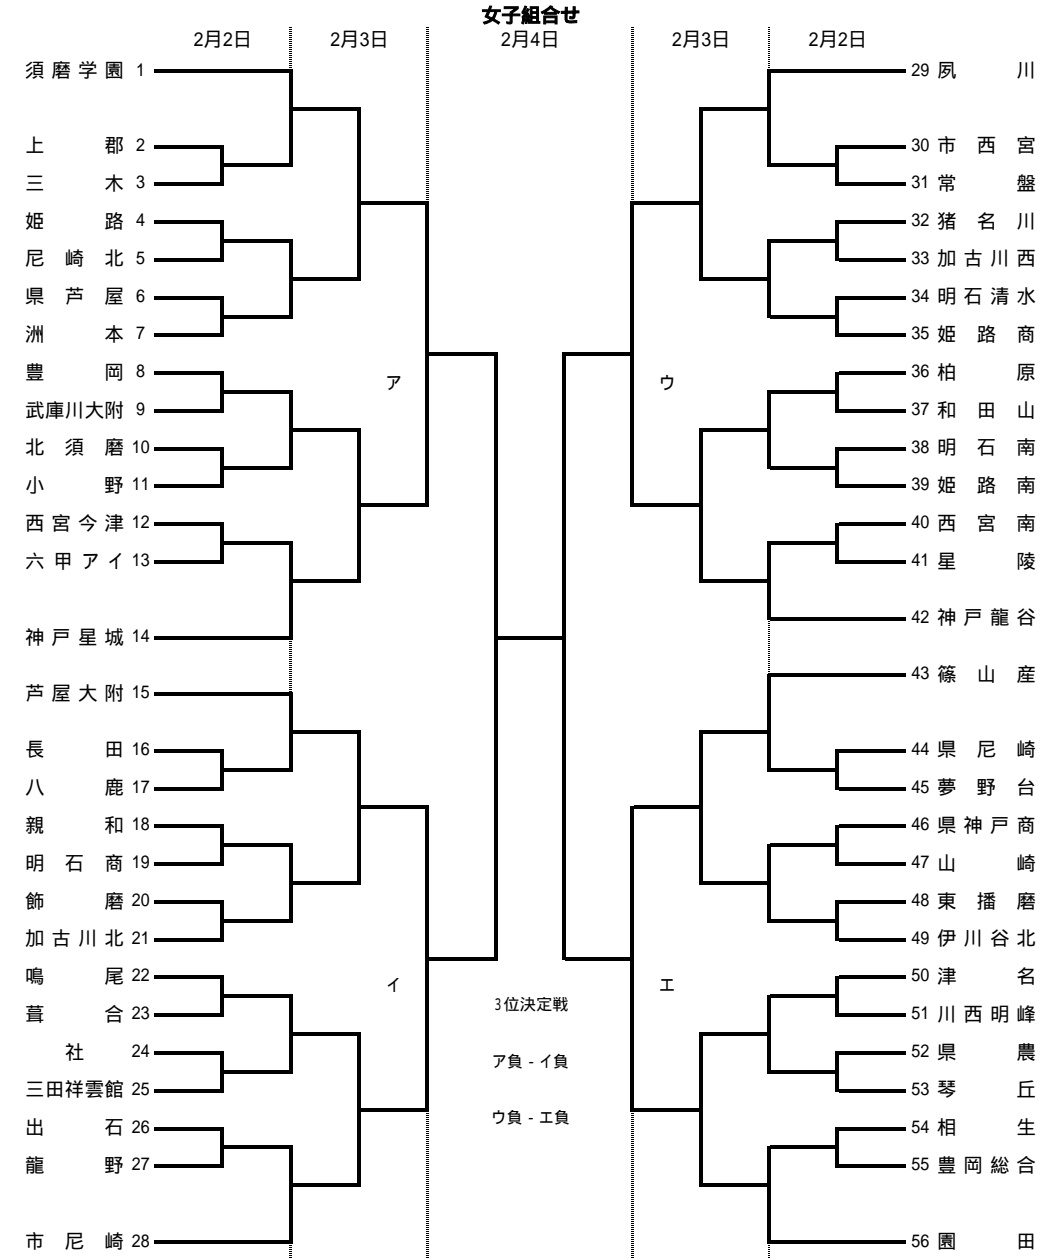 女子組合せ
2月2日 2月3日 2月4日 2月3日 2月2日
須磨学園 1
上郡 2
三木 3
姫路 4
尼崎北 5
県芦屋 6
洲本 7
豊岡 8
武庫川大附 9
北須磨 10
小野 11
西宮今津 12
六甲アイ 13
神戸星城 14
芦屋大附 15
長田 16
八鹿 17
親和 18
明石商 19
飾磨 20
加古川北 21
鳴尾 22
葺合 23
社 24
三田祥雲館 25
出石 26
龍野 27
市尼崎 28
ア
イ
3位決定戦
ア負 - イ負
ウ負 - エ負
ウ
エ
29 夙川
30 市西宮
31 常盤
32 猪名川
33 加古川西
34 明石清水
35 姫路商
36 柏原
37 和田山
38 明石南
39 姫路南
40 西宮南
41 星陵
42 神戸龍谷
43 篠山産
44 県尼崎
45 夢野台
46 県神戸商
47 山崎
48 東播磨
49 伊川谷北
50 津名
51 川西明峰
52 県農
53 琴丘
54 相生
55 豊岡総合
56 園田